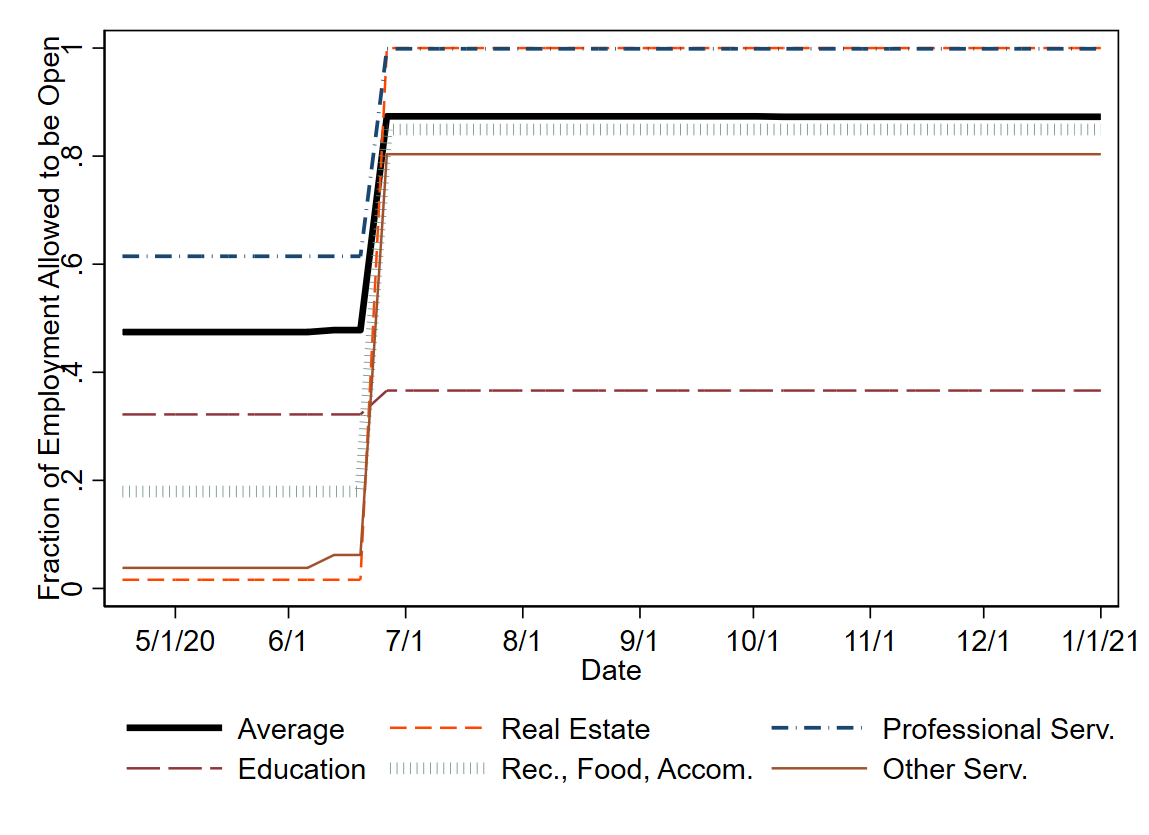 Fraction of Employment Allowed to be Open
1
.8
.6
.4
.2
0
5/1/20 6/1 7/1 8/1 9/1 10/1 11/1 12/1 1/1/21
Date
Average Real Estate Professional Serv.
Education Rec., Food, Accom. Other Serv.